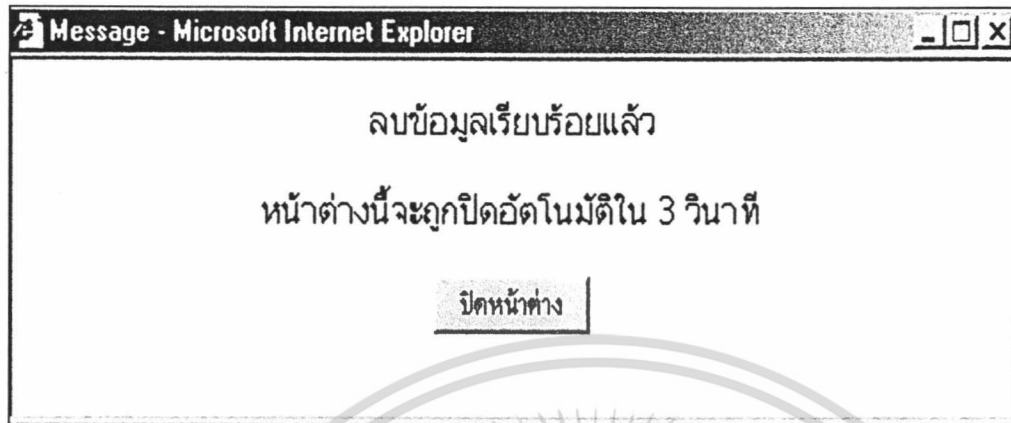 Message - Microsoft Internet Explorer
ลบข้อมูลเรียบร้อยแล้ว
หน้าต่างนี้จะถูกปิดอัตโนมัติใน 3 วินาที
ปิดหน้าต่าง